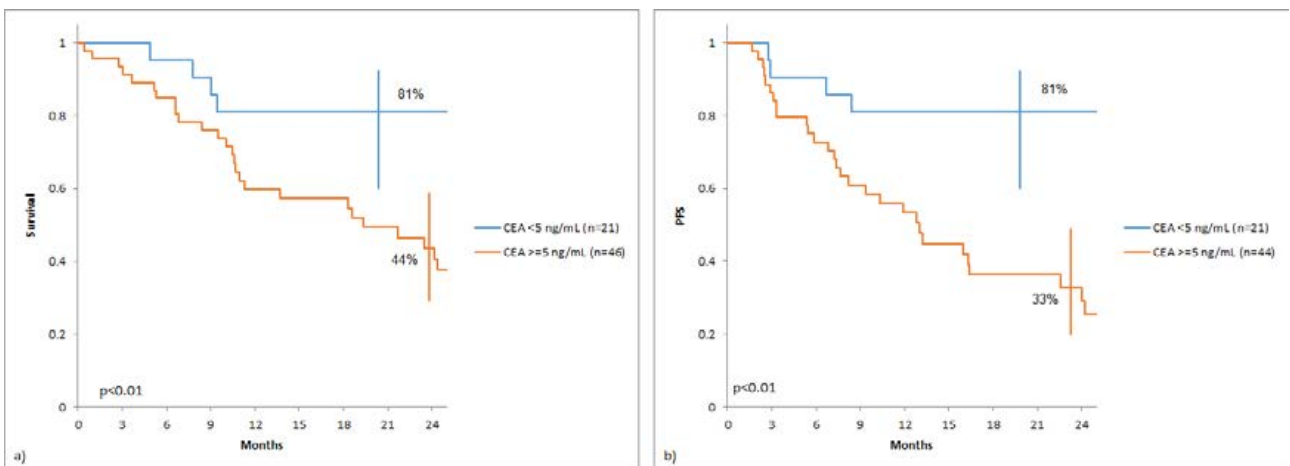 1
0.8
0.6
0.4
0.2
0
0 3 6 9 12 15 18 21 24
Survival
Months
81%
44%
p<0.01
CEA <5 ng/mL (n=21)
CEA >=5 ng/mL (n=46)
a)
1
0.8
0.6
0.4
0.2
0
0 3 6 9 12 15 18 21 24
PFS
Months
81%
33%
p<0.01
CEA <5 ng/mL (n=21)
CEA >=5 ng/mL (n=44)
b)